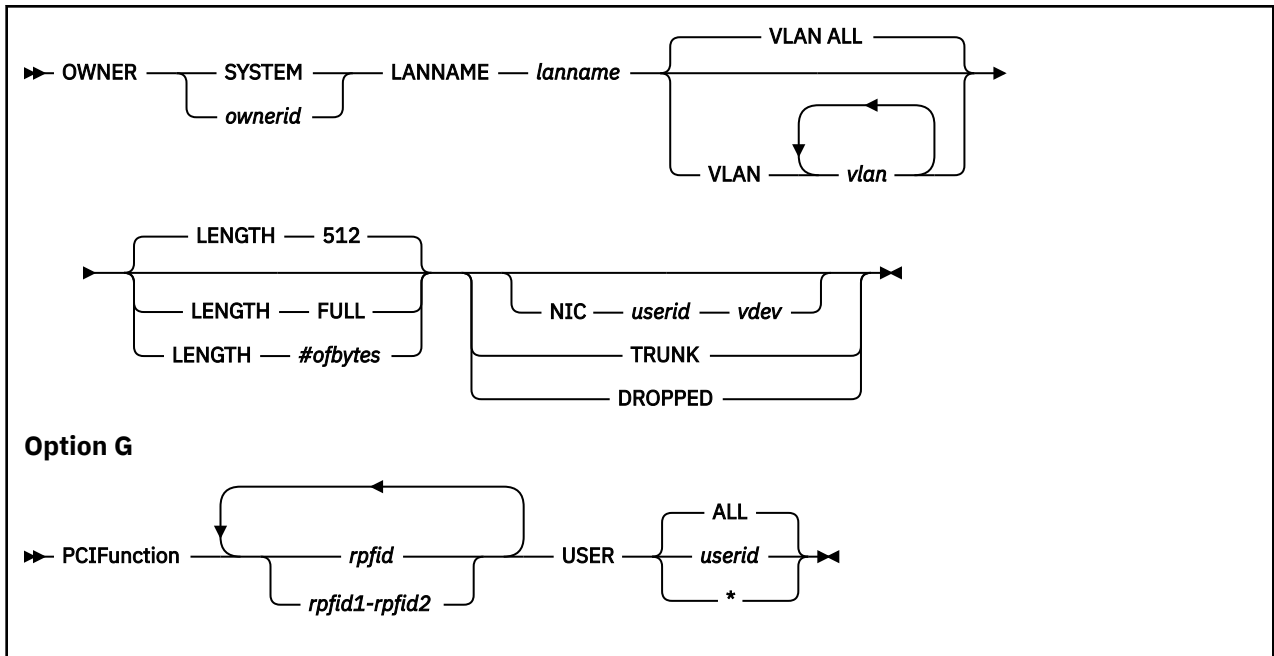 VLAN ALL
OWNER SYSTEM LANNAME lanname
ownerid
VLAN vlan
LENGTH 512
LENGTH FULL NIC userid vdev
LENGTH #ofbytes TRUNK
DROPPED
Option G
ALL
PCIFunction rpfid USER userid
rpfid1-rpfid2 *